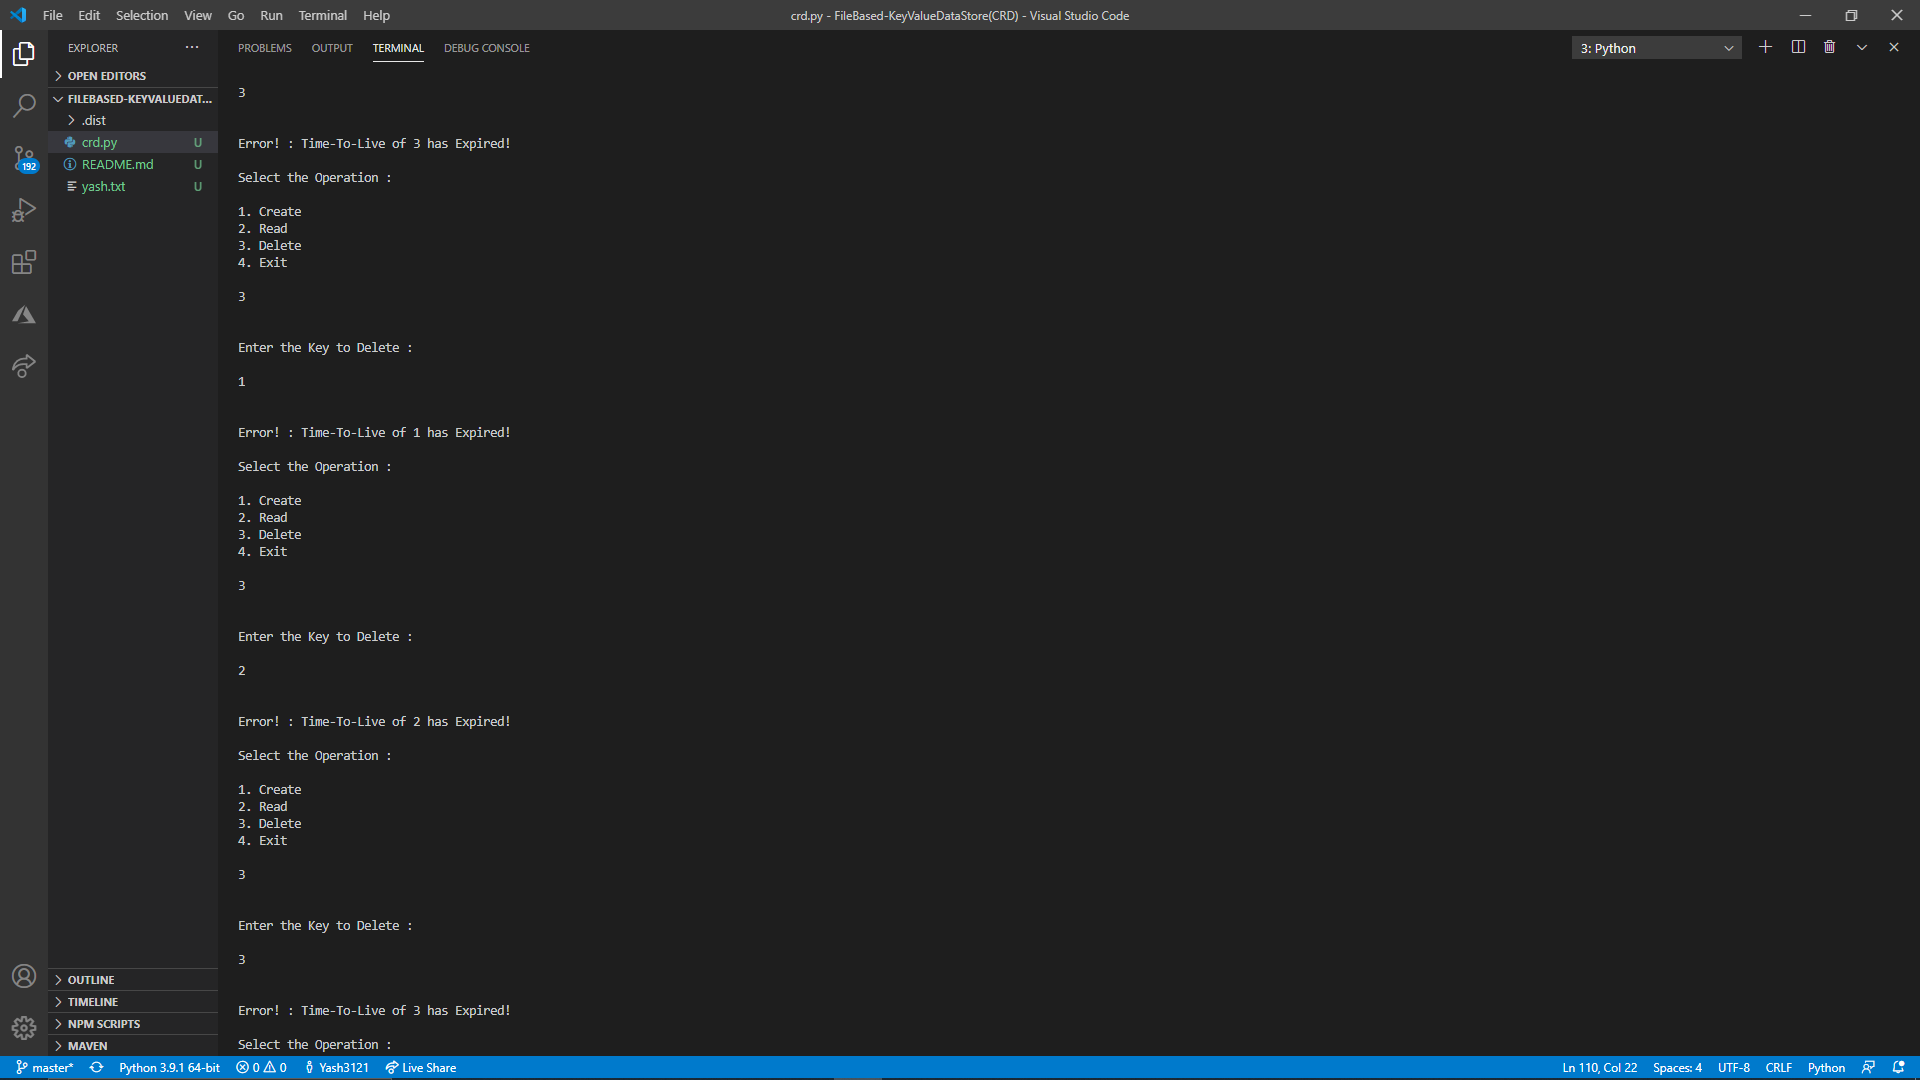 File Edit Selection View Go Run Terminal Help
crd.py - FileBased-KeyValueDataStore(CRD) - Visual Studio Code
EXPLORER
OPEN EDITORS
FILEBASED-KEYVALUEDAT...
.dist
crd.py U
README.md U
yash.txt U
192
OUTLINE
TIMELINE
NPM SCRIPTS
MAVEN
PROBLEMS OUTPUT TERMINAL DEBUG CONSOLE
3: Python
3
Error! : Time-To-Live of 3 has Expired!
Select the Operation :
1. Create
2. Read
3. Delete
4. Exit
3
Enter the Key to Delete :
1
Error! : Time-To-Live of 1 has Expired!
Select the Operation :
1. Create
2. Read
3. Delete
4. Exit
3
Enter the Key to Delete :
2
Error! : Time-To-Live of 2 has Expired!
Select the Operation :
1. Create
2. Read
3. Delete
4. Exit
3
Enter the Key to Delete :
3
Error! : Time-To-Live of 3 has Expired!
Select the Operation :
master* Python 3.9.1 64-bit 0 0 Yash3121 Live Share Ln 110, Col 22 Spaces: 4 UTF-8 CRLF Python